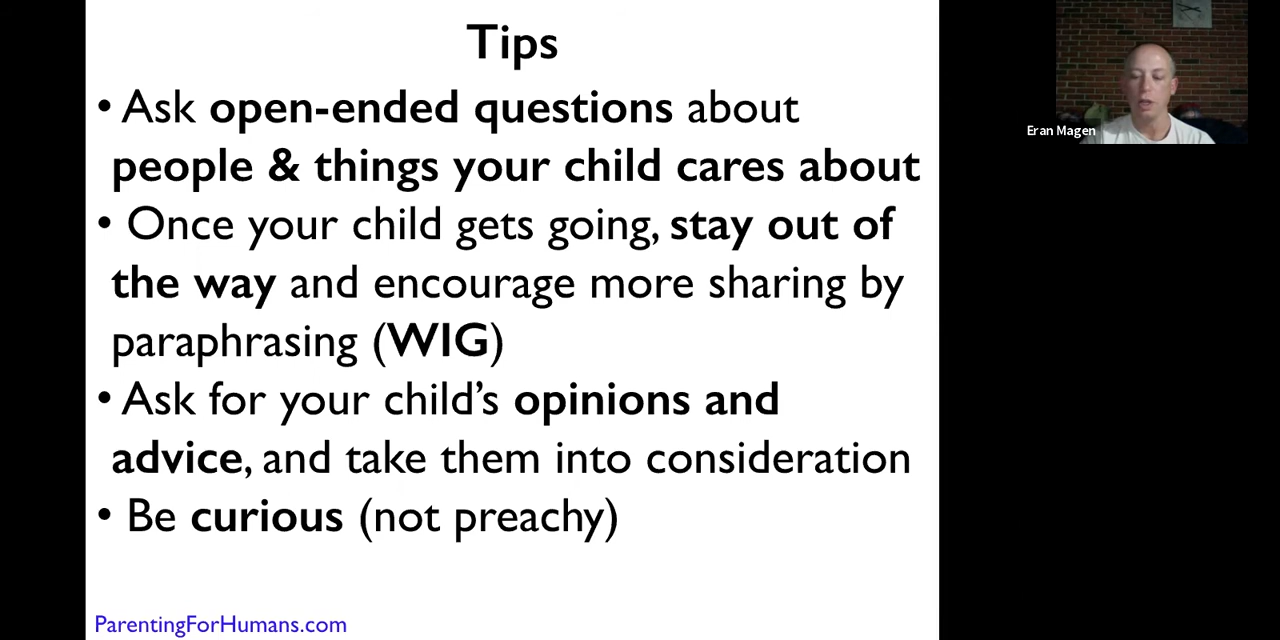 Tips
• Ask open-ended questions about
people & things your child cares about
• Once your child gets going, stay out of
the way and encourage more sharing by
paraphrasing (WIG)
• Ask for your child’s opinions and
advice, and take them into consideration
• Be curious (not preachy)
ParentingForHumans.com
Eran Magen